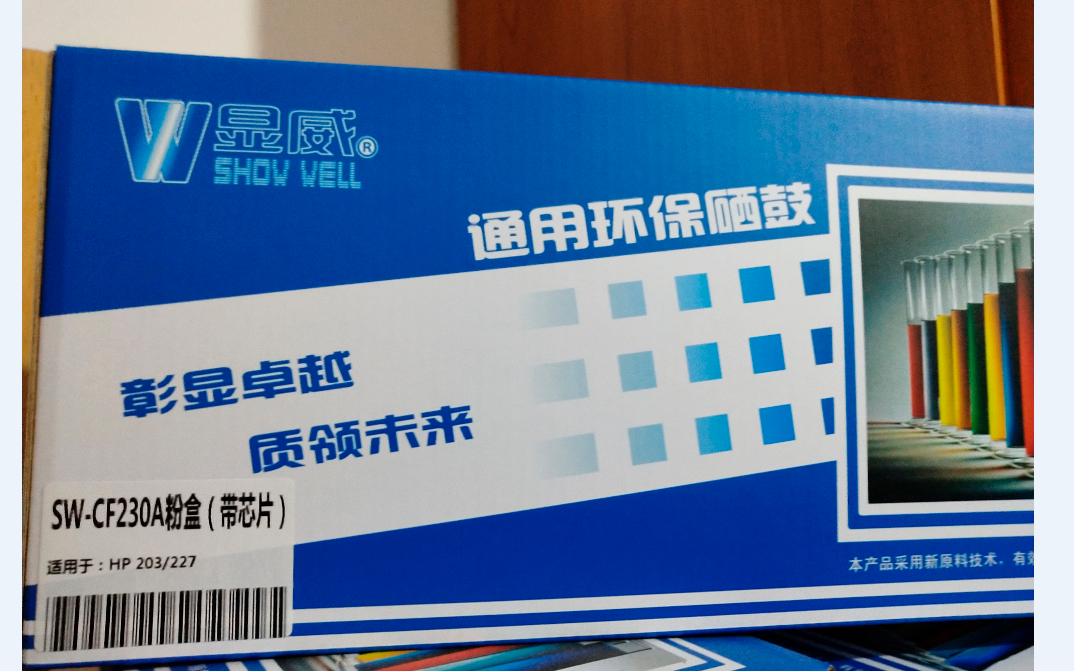 W 显威®
SHOW WELL
通用环保硒鼓
彰显卓越
质领未来
SW-CF230A粉盒(带芯片)
适用于：HP 203/227
本产品采用新原料技术，有效